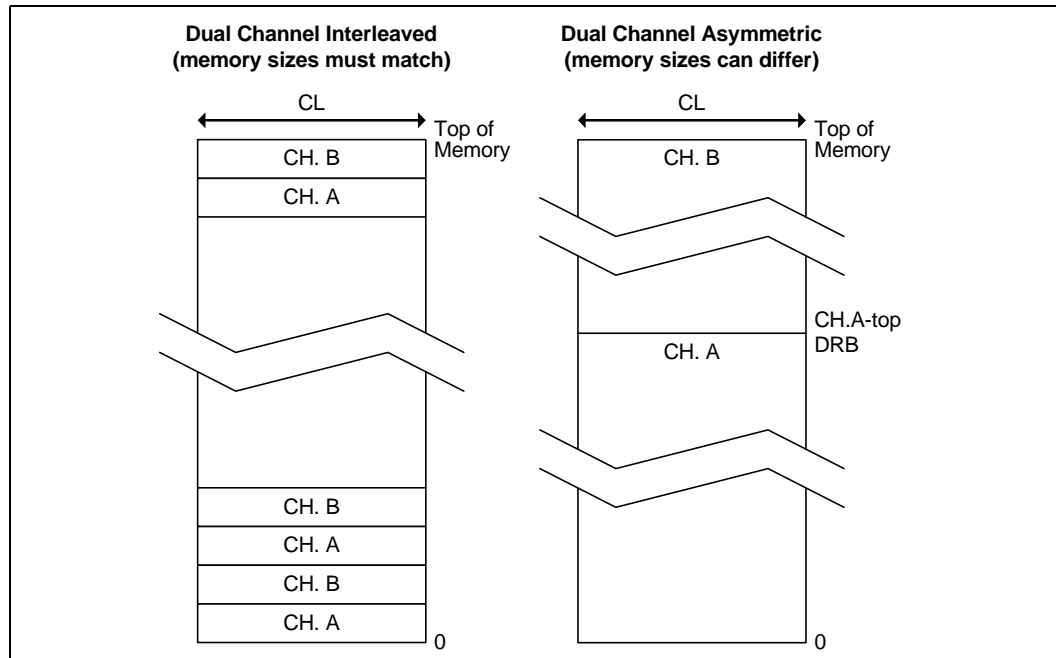 Dual Channel Interleaved
(memory sizes must match)
CL
Top of
Memory
CH. B
CH. A
CH. B
CH. A
CH. B
CH. A
0
Dual Channel Asymmetric
(memory sizes can differ)
CL
Top of
Memory
CH. B
CH.A-top
DRB
CH. A
0